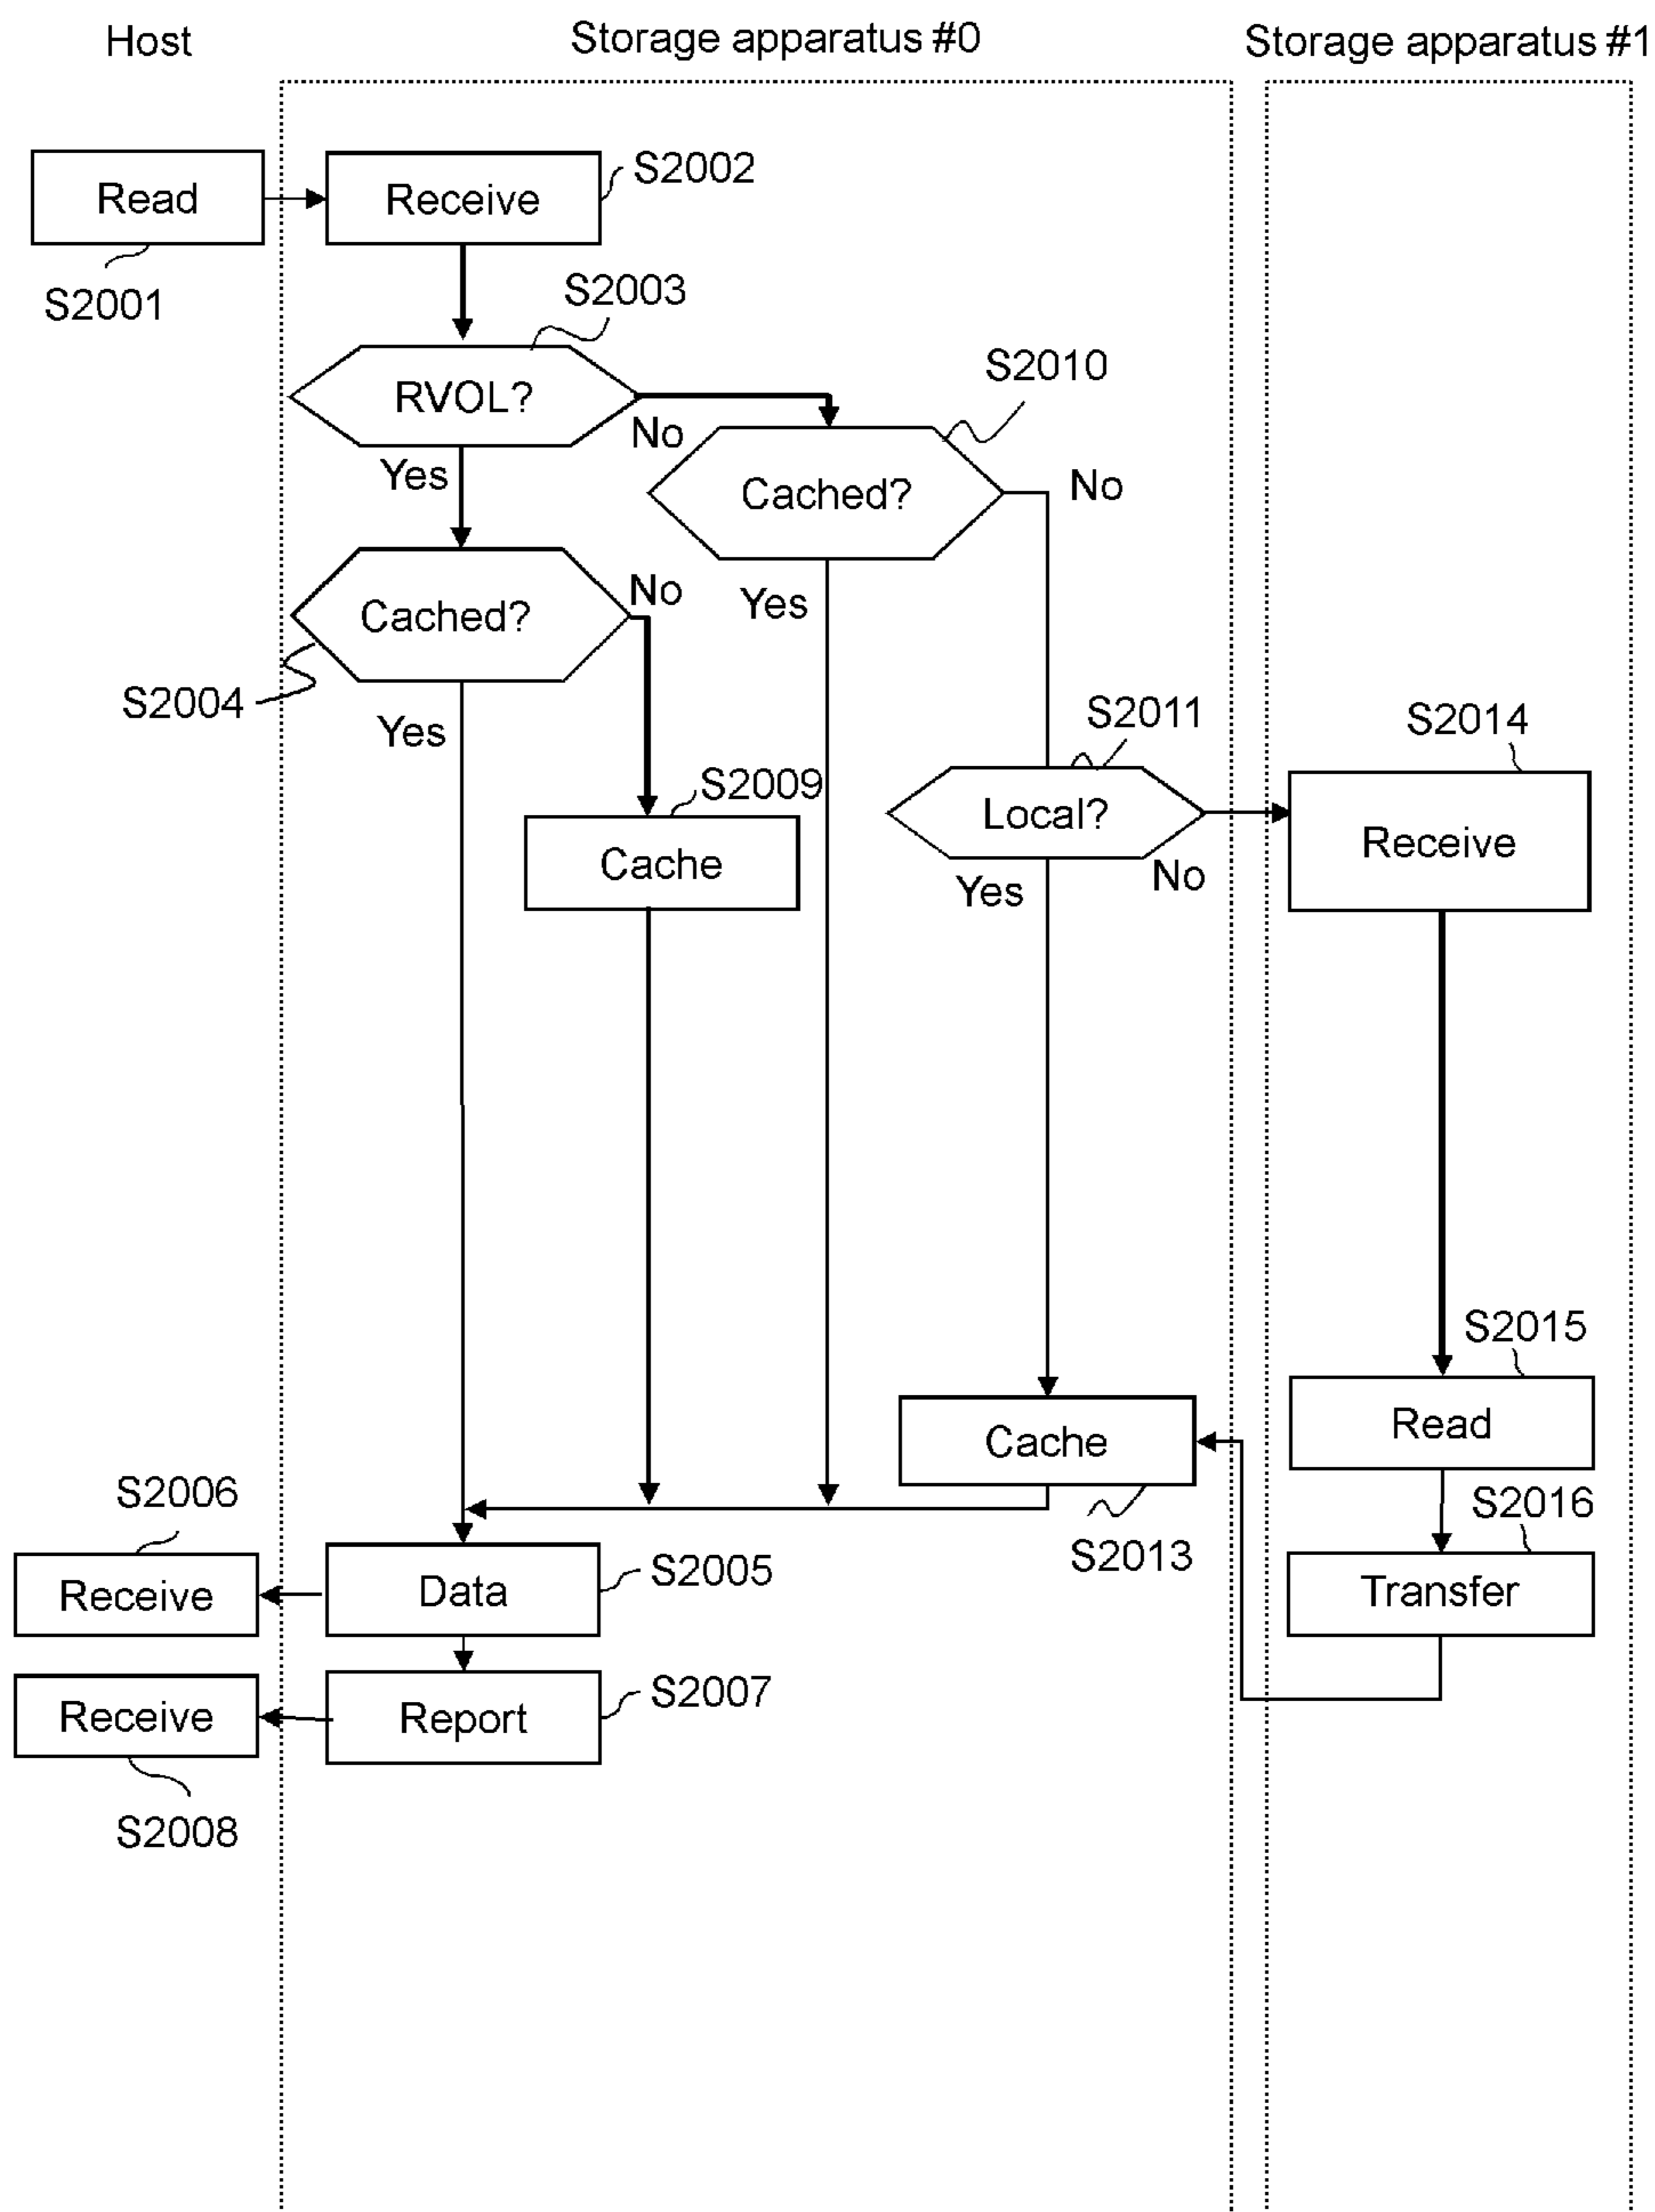 Host
Storage apparatus #0
Storage apparatus #1
Read
Receive
S2002
S2001
S2003
RVOL?
No
S2010
Yes
Cached?
No
Cached?
No
Yes
S2004
Yes
S2011
S2014
S2009
Local?
Receive
Cache
Yes
No
S2015
Read
Cache
S2006
S2016
S2013
Receive
Data
S2005
Transfer
Receive
Report
S2007
S2008